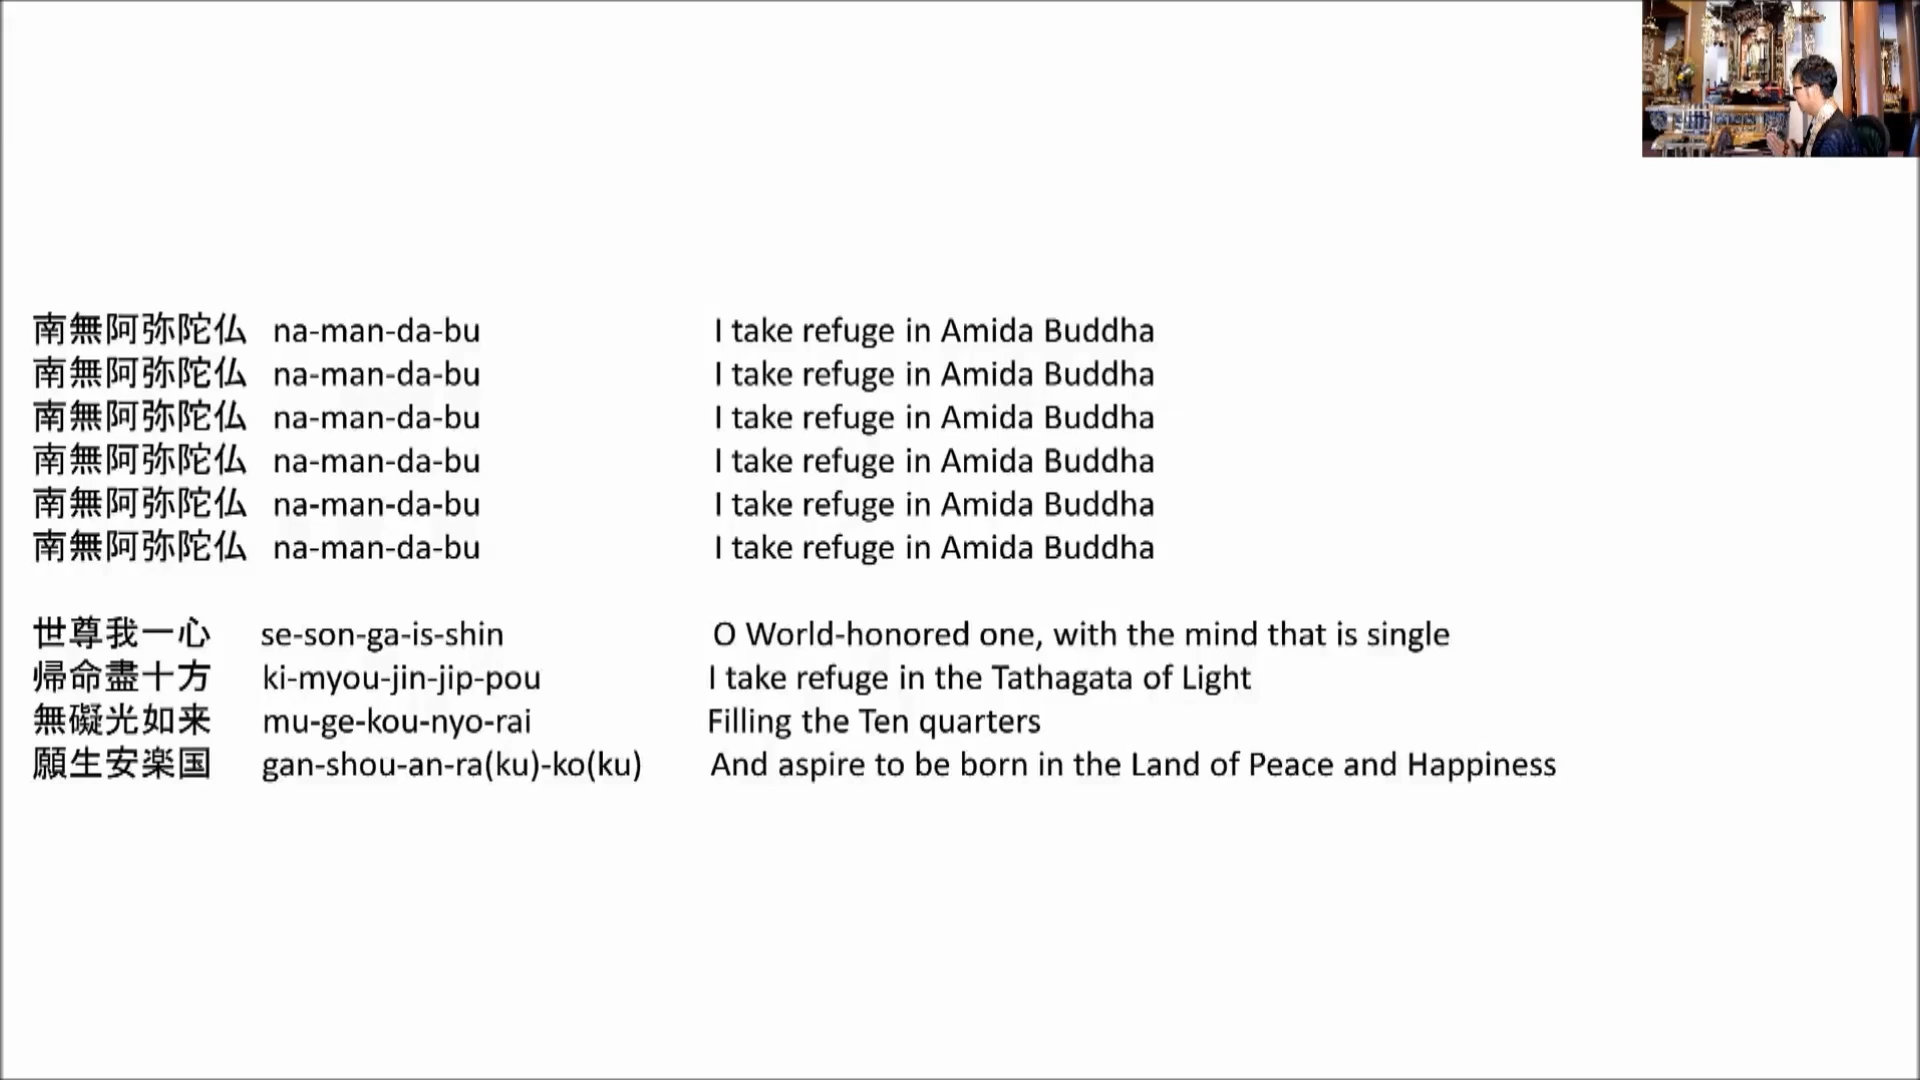 南無阿弥陀仏 na-man-da-bu I take refuge in Amida Buddha
南無阿弥陀仏 na-man-da-bu I take refuge in Amida Buddha
南無阿弥陀仏 na-man-da-bu I take refuge in Amida Buddha
南無阿弥陀仏 na-man-da-bu I take refuge in Amida Buddha
南無阿弥陀仏 na-man-da-bu I take refuge in Amida Buddha
南無阿弥陀仏 na-man-da-bu I take refuge in Amida Buddha
世尊我一心 se-son-ga-is-shin O World-honored one, with the mind that is single
帰命盡十方 ki-myou-jin-jip-pou I take refuge in the Tathagata of Light
無礙光如来 mu-ge-kou-nyo-rai Filling the Ten quarters
願生安楽国 gan-shou-an-ra(ku)-ko(ku) And aspire to be born in the Land of Peace and Happiness